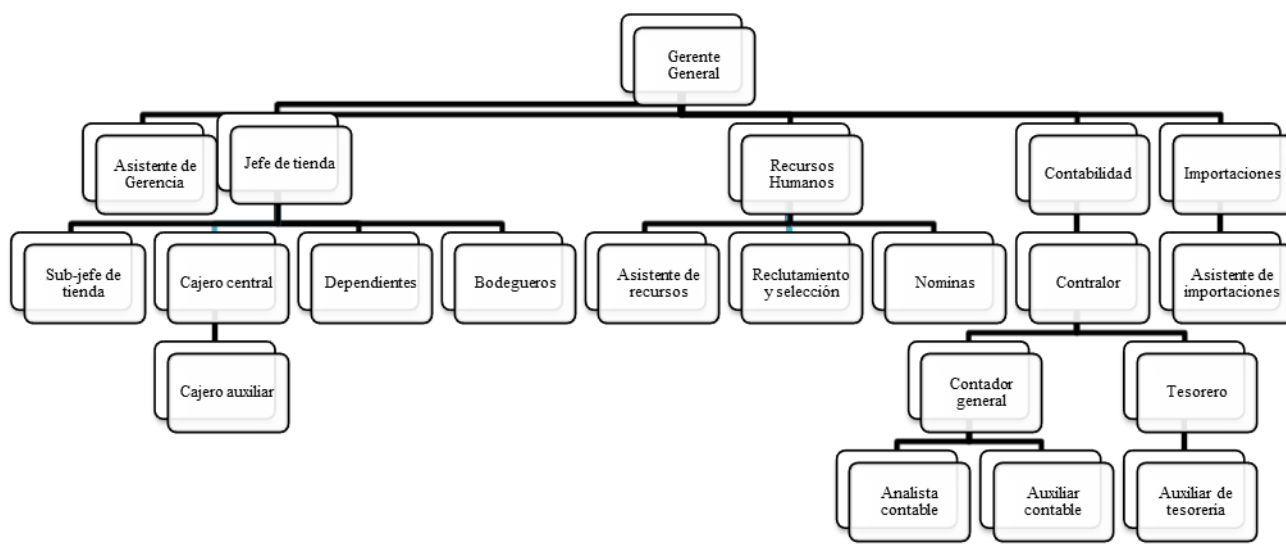 Gerente
General
Asistente de
Gerencia
Jefe de tienda
Recursos
Humanos
Contabilidad
Importaciones
Sub-jefe de
tienda
Cajero central
Dependientes
Bodegueros
Asistente de
recursos
Reclutamiento
y selección
Nominas
Contralor
Asistente de
importaciones
Cajero auxiliar
Contador
general
Tesorero
Analista
contable
Auxiliar
contable
Auxiliar de
tesoreria